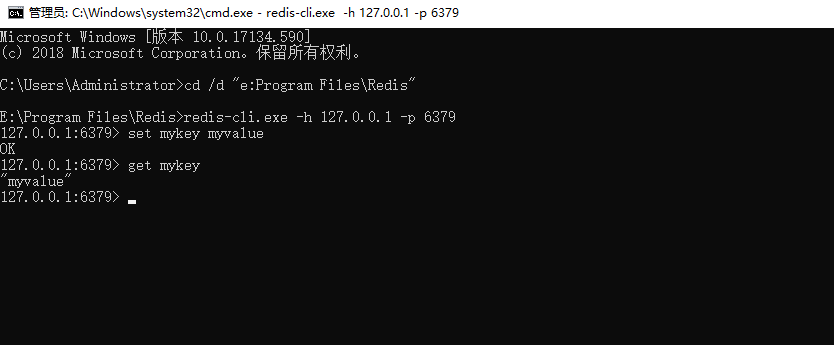 管理员: C:\Windows\system32\cmd.exe - redis-cli.exe  -h 127.0.0.1 -p 6379
Microsoft Windows [版本 10.0.17134.590]
(c) 2018 Microsoft Corporation。保留所有权利。
C:\Users\Administrator>cd /d "e:Program Files\Redis"
E:\Program Files\Redis>redis-cli.exe -h 127.0.0.1 -p 6379
127.0.0.1:6379> set mykey myvalue
OK
127.0.0.1:6379> get mykey
"myvalue"
127.0.0.1:6379>